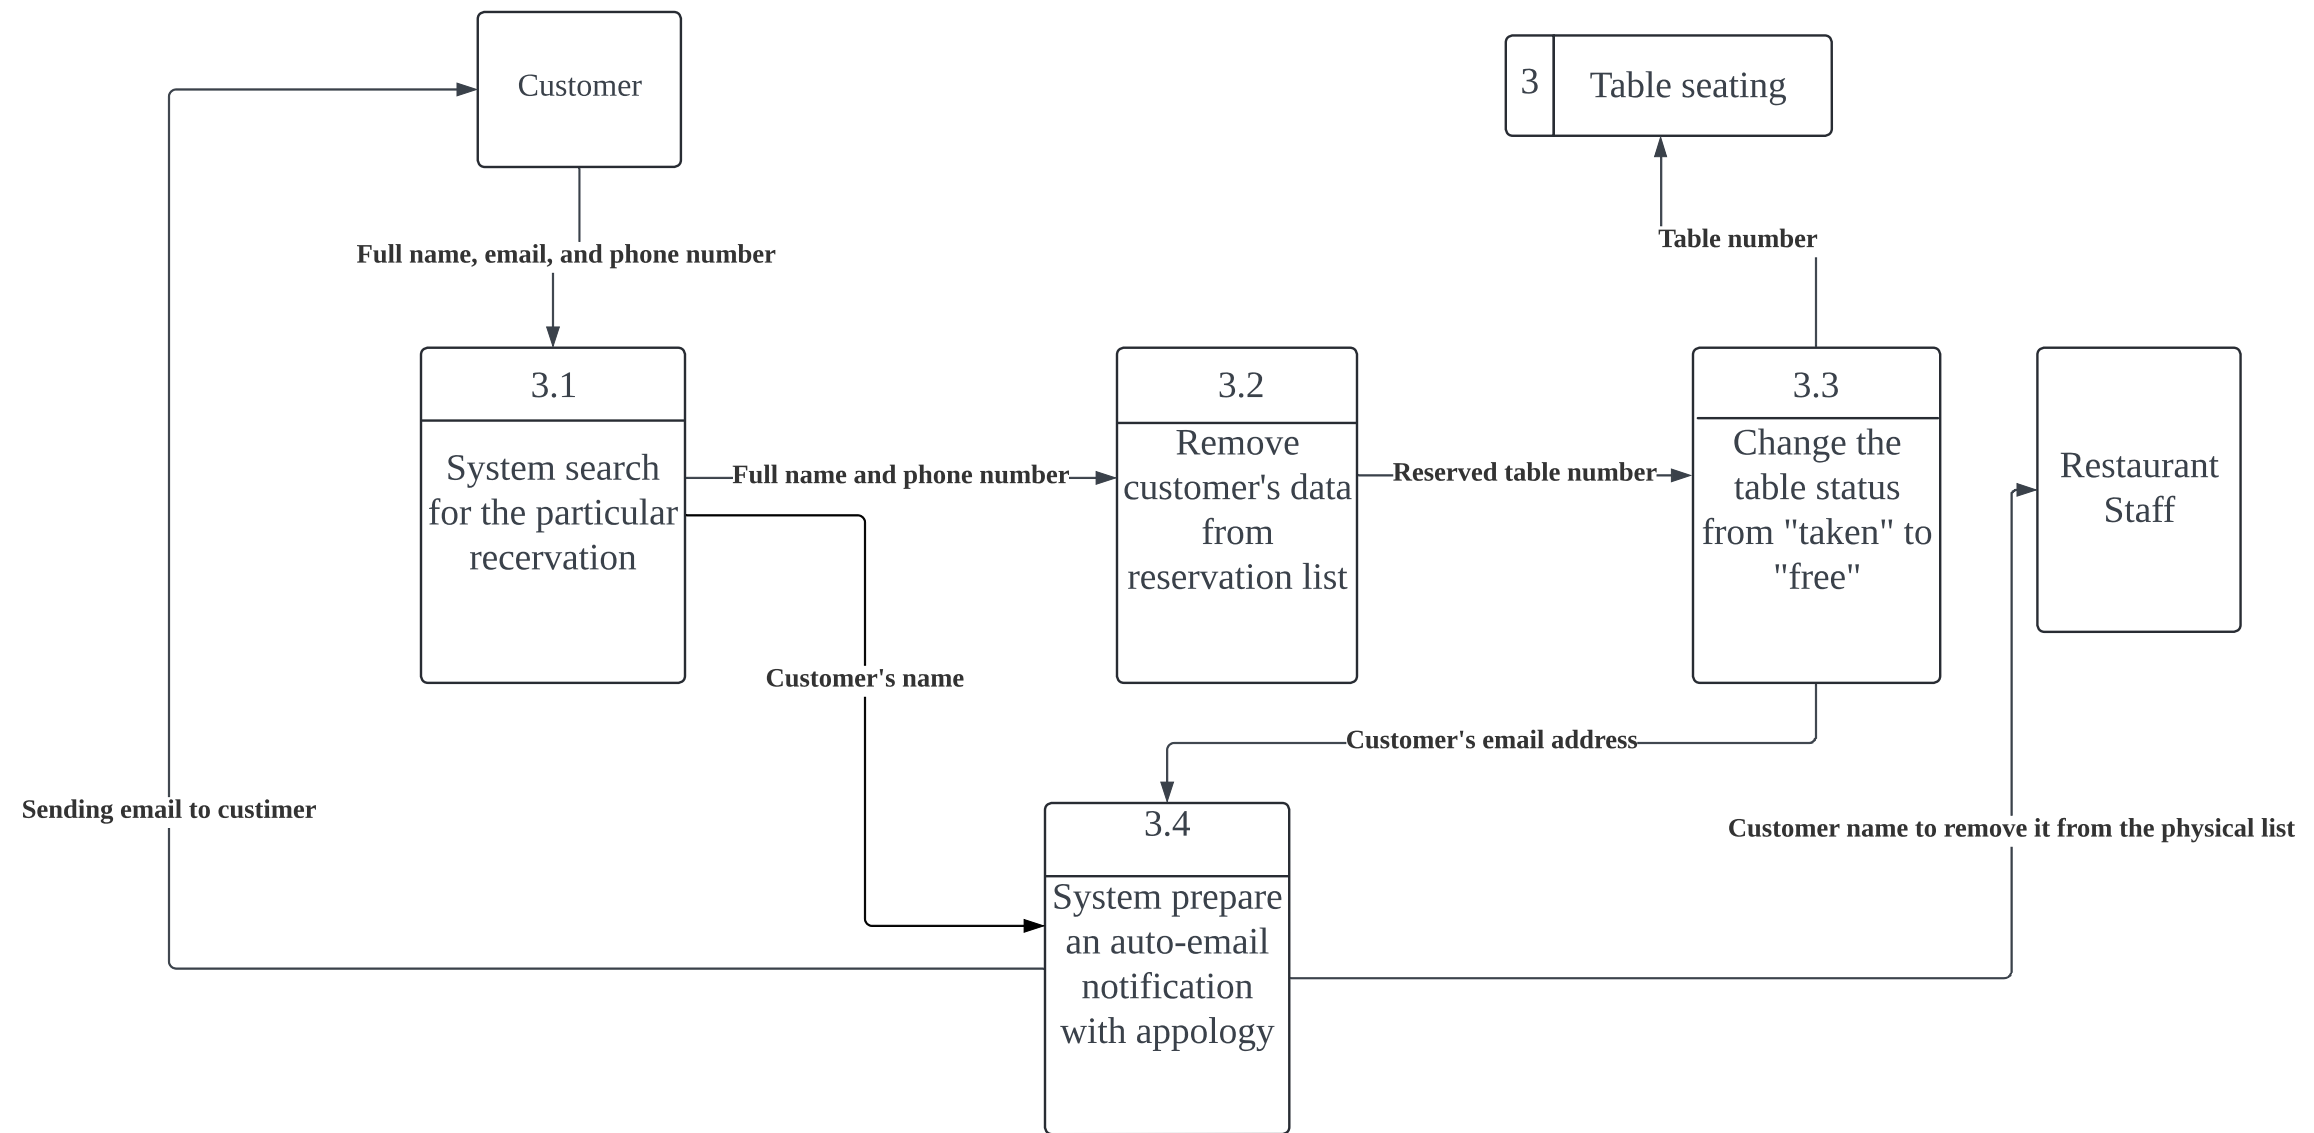 Customer
3
Table seating
Full name, email, and phone number
Table number
3.1
System search
for the particular
recervation
Full name and phone number
3.2
Remove
customer's data
from
reservation list
Reserved table number
3.3
Change the
table status
from "taken" to
"free"
Restaurant
Staff
Customer's name
Customer's email address
Sending email to custimer
Customer name to remove it from the physical list
3.4
System prepare
an auto-email
notification
with appology